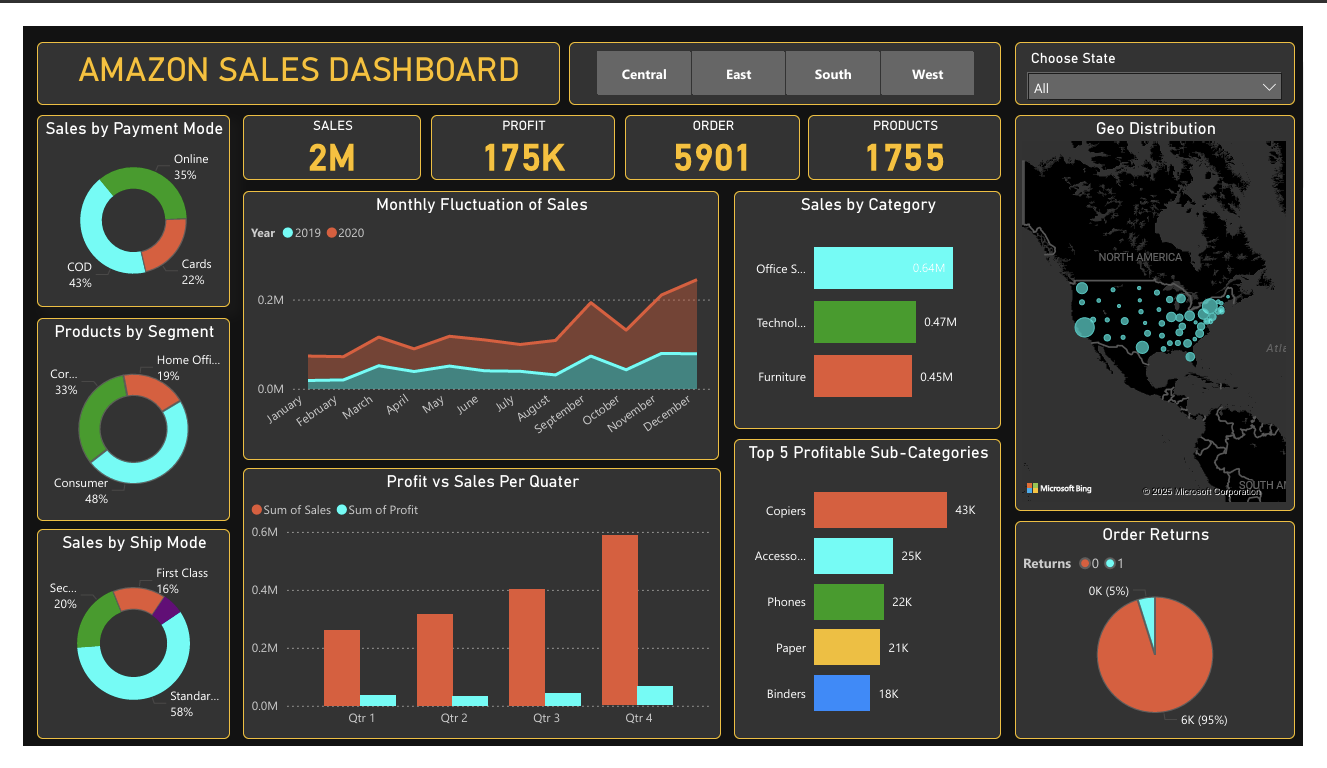 AMAZON SALES DASHBOARD
Central
East
South
West
Choose State
All
Sales by Payment Mode
Online
35%
COD
43%
Cards
22%
SALES
2M
PROFIT
175K
ORDER
5901
PRODUCTS
1755
Geo Distribution
NORTH AMERICA
Atle
SOUTH AM
Microsoft Bing
© 2025 Microsoft Corporation
Monthly Fluctuation of Sales
Year 2019 2020
0.2M
0.0M
January
February
March
April
May
June
July
August
September
October
November
December
Sales by Category
Office S...
0.64M
Technol...
0.47M
Furniture
0.45M
Products by Segment
Home Offi...
19%
Cor...
33%
Consumer
48%
Profit vs Sales Per Quater
Sum of Sales Sum of Profit
0.6M
0.4M
0.2M
0.0M
Qtr 1
Qtr 2
Qtr 3
Qtr 4
Top 5 Profitable Sub-Categories
Copiers
43K
Accesso...
25K
Phones
22K
Paper
21K
Binders
18K
Sales by Ship Mode
First Class
16%
Sec...
20%
Standar...
58%
Order Returns
Returns 0 1
0K (5%)
6K (95%)